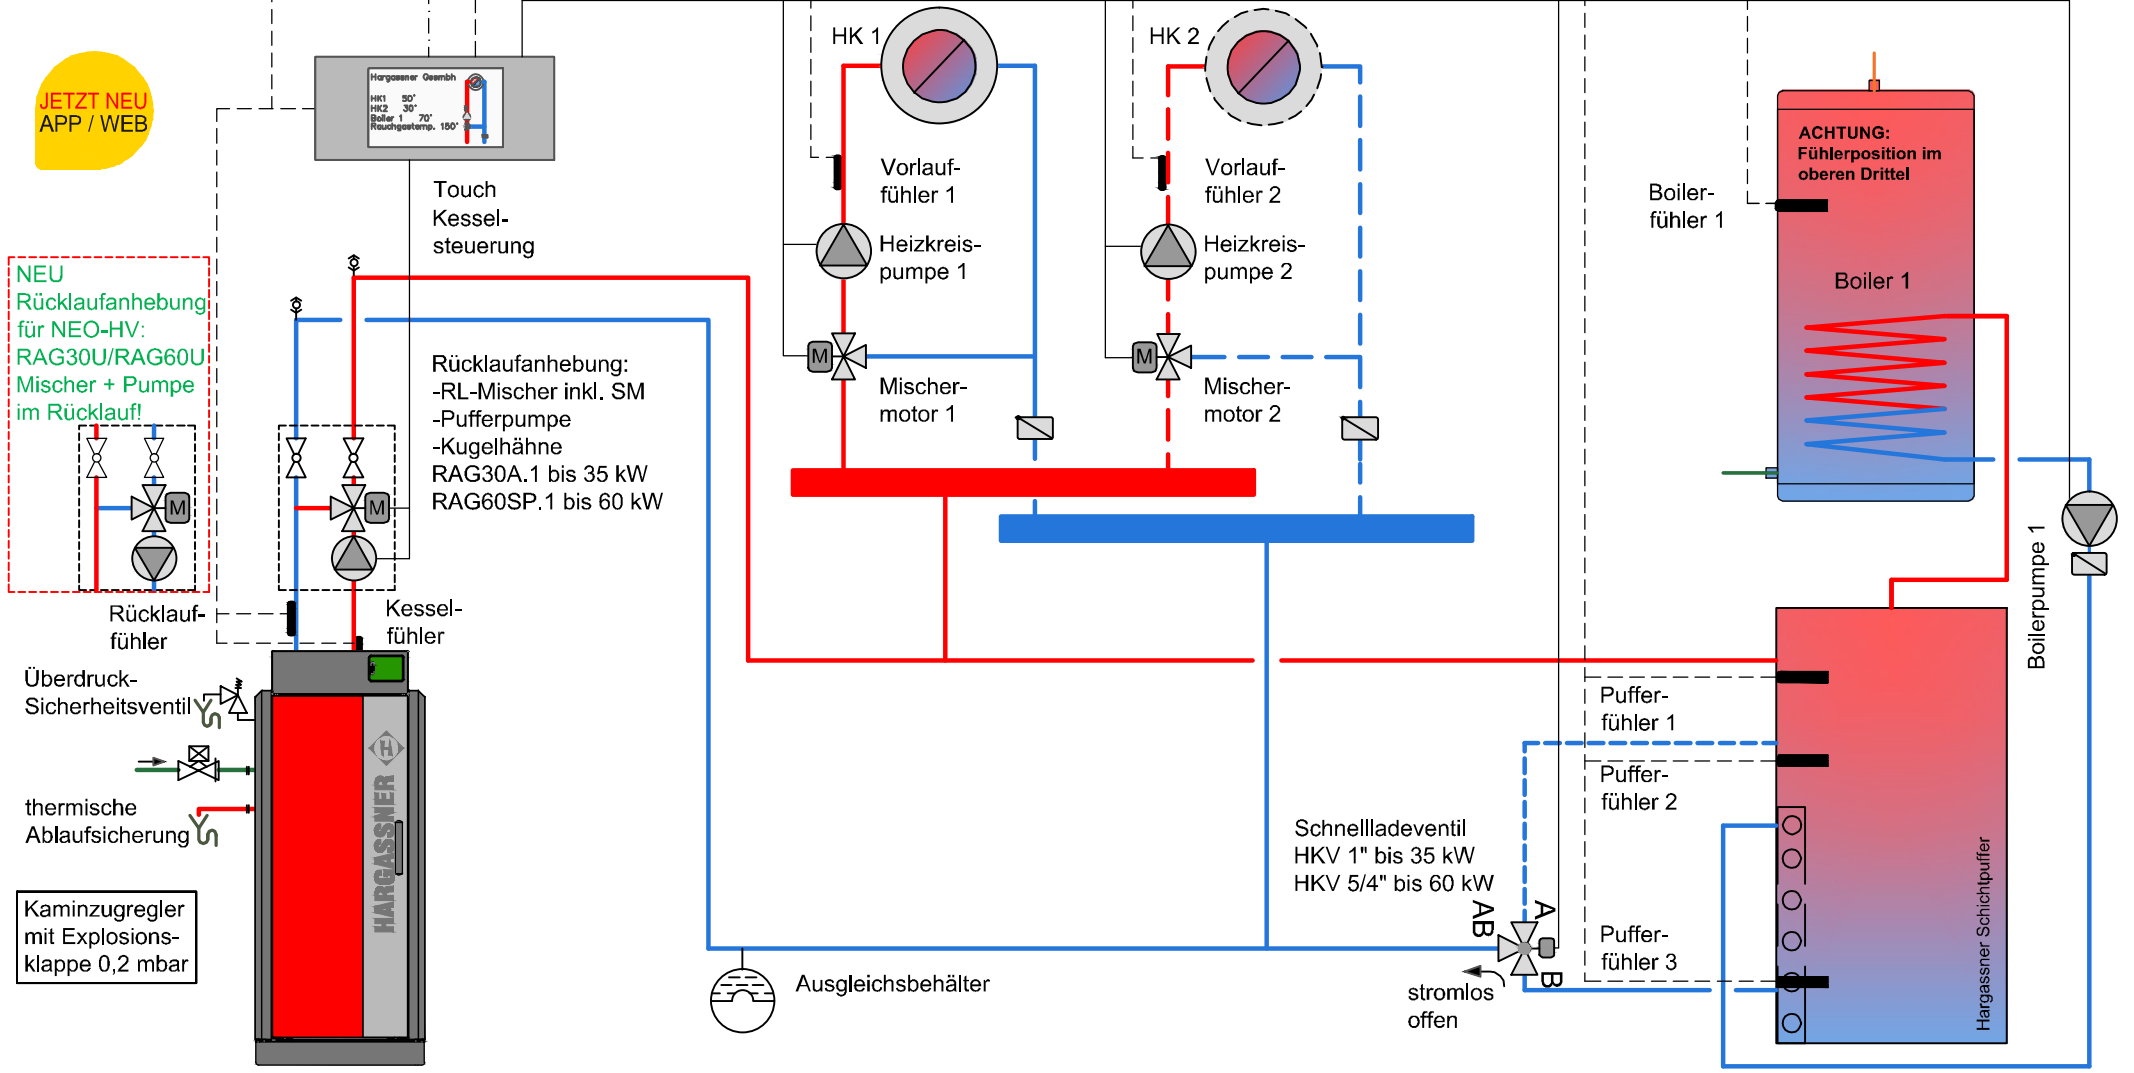 JETZT NEU
APP / WEB
Hargassner Gesmbh
HK1 50°
HK2 30°
Boiler 1 70°
Rauchgastemp. 150°
Touch
Kessel-
steuerung
HK 1
Vorlauf-
fühler 1
Heizkreis-
pumpe 1
M
Mischer-
motor 1
HK 2
Vorlauf-
fühler 2
Heizkreis-
pumpe 2
M
Mischer-
motor 2
ACHTUNG:
Fühlerposition im
oberen Drittel
Boiler-
fühler 1
Boiler 1
Boilerpumpe 1
NEU
Rücklaufanhebung
für NEO-HV:
RAG30U/RAG60U
Mischer + Pumpe
im Rücklauf!
M
M
Rücklaufanhebung:
-RL-Mischer inkl. SM
-Pufferpumpe
-Kugelhähne
RAG30A.1 bis 35 kW
RAG60SP.1 bis 60 kW
Rücklauf-
fühler
Kessel-
fühler
Überdruck-
Sicherheitsventil
thermische
Ablaufsicherung
Kaminzugregler
mit Explosions-
klappe 0,2 mbar
H
HARGASSNER
Ausgleichsbehälter
Schnellladeventil
HKV 1" bis 35 kW
HKV 5/4" bis 60 kW
A
AB
B
stromlos
offen
Puffer-
fühler 1
Puffer-
fühler 2
Puffer-
fühler 3
Hargassner Schichtpuffer